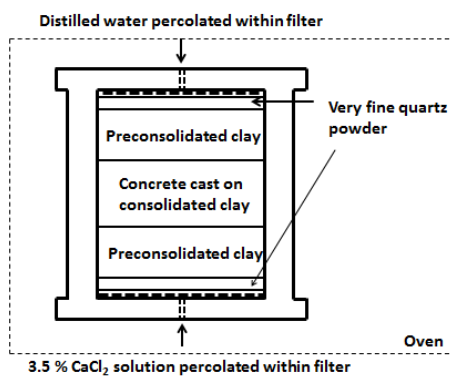 Distilled water percolated within filter
Very fine quartz
powder
Preconsolidated clay
Concrete cast on
consolidated clay
Preconsolidated clay
Oven
3.5 % CaCl₂ solution percolated within filter